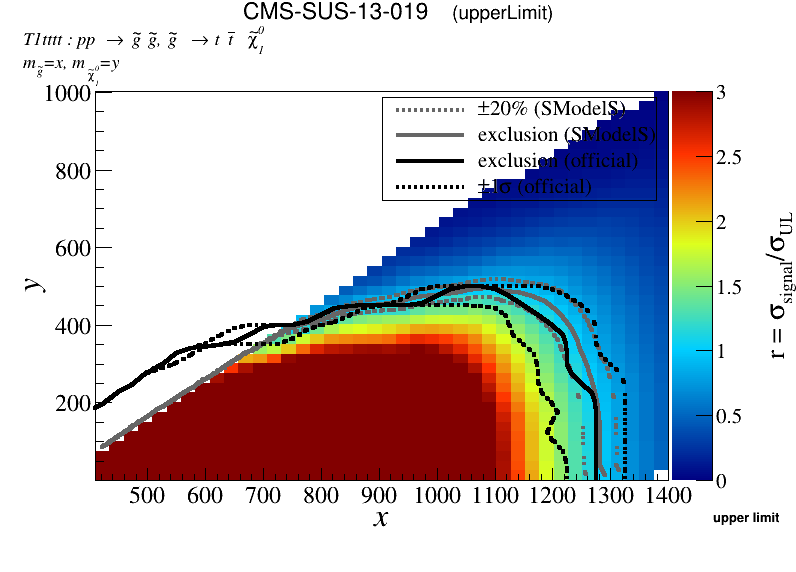 CMS-SUS-13-019 (upperLimit)
T1tttt : pp → g̃ g̃, g̃ → t t̄ χ̃₁⁰
m_g̃=x, m_χ̃₁⁰=y
±20% (SModelS)
exclusion (SModelS)
exclusion (official)
±1σ (official)
1000
800
600
400
200
y
500 600 700 800 900 1000 1100 1200 1300 1400
x
3
2.5
2
1.5
1
0.5
0
r = σ_signal/σ_UL
upper limit